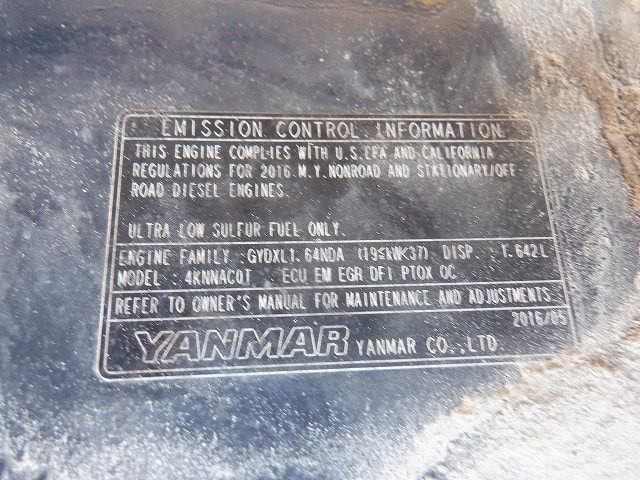 EMISSION CONTROL INFORMATION
THIS ENGINE COMPLIES WITH U.S.EPA AND CALIFORNIA
REGULATIONS FOR 2016 M.Y.NONROAD AND STATIONARY/OFF
ROAD DIESEL ENGINES.
ULTRA LOW SULFUR FUEL ONLY.
ENGINE FAMILY : GYDXL1.64NDA (19≤kW<37) DISP. : 1.642L
MODEL : 4KNNACOT ECU EM EGR DFI PTOX OC
REFER TO OWNER'S MANUAL FOR MAINTENANCE AND ADJUSTMENTS.
2016/05
YANMAR YANMAR CO.,LTD.